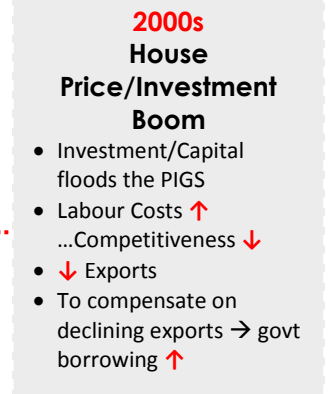 2000s
House
Price/Investment
Boom
• Investment/Capital
floods the PIGS
• Labour Costs ↑
...Competitiveness ↓
• ↓ Exports
• To compensate on
declining exports → govt
borrowing ↑